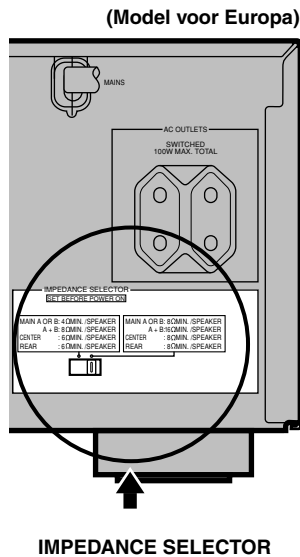 (Model voor Europa)
MAINS
AC OUTLETS
SWITCHED
100W MAX. TOTAL
IMPEDANCE SELECTOR
SET BEFORE POWER ON
MAIN A OR B: 4ΩMIN. /SPEAKER
A + B: 8ΩMIN. /SPEAKER
CENTER : 6ΩMIN. /SPEAKER
REAR : 6ΩMIN. /SPEAKER
MAIN A OR B: 8ΩMIN. /SPEAKER
A + B:16ΩMIN. /SPEAKER
CENTER : 8ΩMIN. /SPEAKER
REAR : 8ΩMIN. /SPEAKER
IMPEDANCE SELECTOR